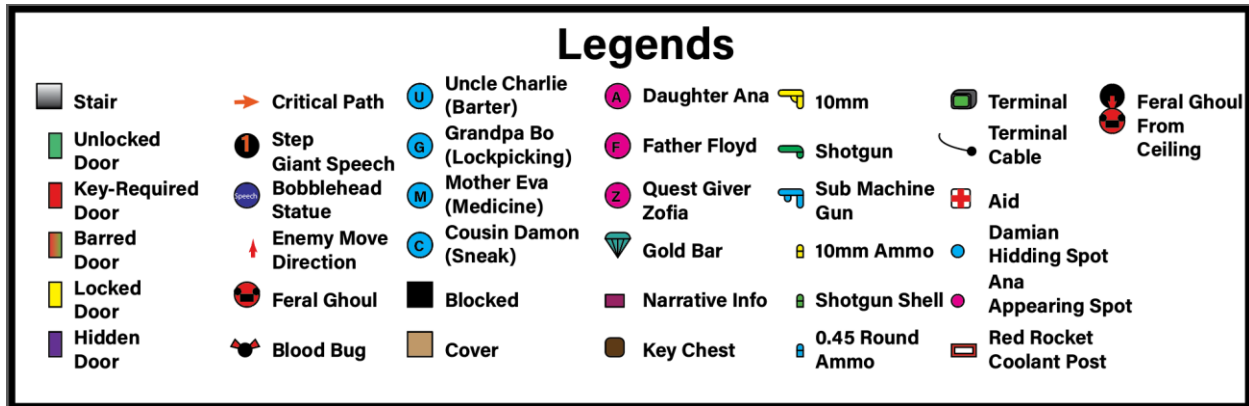 Legends
Stair
Unlocked
Door
Key-Required
Door
Barred
Door
Locked
Door
Hidden
Door
Critical Path
1
Step
Giant Speech
Speech
Bobblehead
Statue
Enemy Move
Direction
Feral Ghoul
Blood Bug
U
Uncle Charlie
(Barter)
G
Grandpa Bo
(Lockpicking)
M
Mother Eva
(Medicine)
C
Cousin Damon
(Sneak)
Blocked
Cover
A
Daughter Ana
F
Father Floyd
Z
Quest Giver
Zofia
Gold Bar
Narrative Info
Key Chest
10mm
Shotgun
Sub Machine
Gun
10mm Ammo
Shotgun Shell
0.45 Round
Ammo
Terminal
Terminal
Cable
Aid
Damian
Hidding Spot
Ana
Appearing Spot
Red Rocket
Coolant Post
Feral Ghoul
From
Ceiling